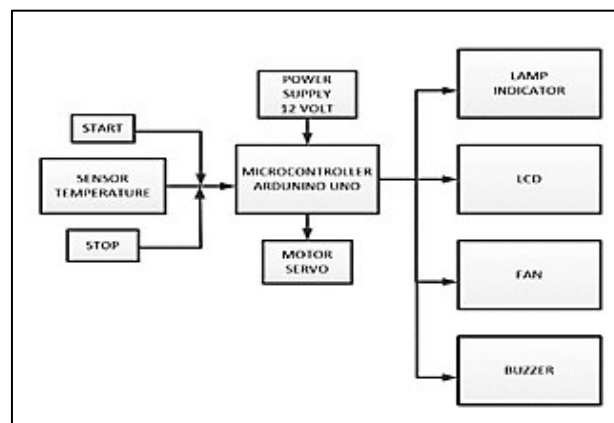 POWER
SUPPLY
12 VOLT
START
SENSOR
TEMPERATURE
STOP
MICROCONTROLLER
ARDUNINO UNO
MOTOR
SERVO
LAMP
INDICATOR
LCD
FAN
BUZZER